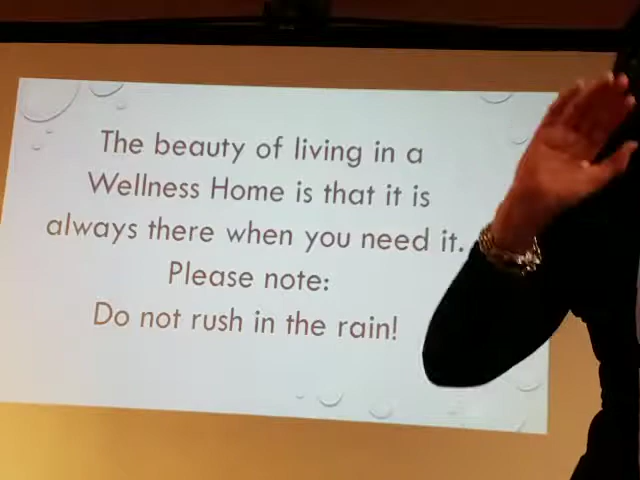 The beauty of living in a
Wellness Home is that it is
always there when you need it.
Please note:
Do not rush in the rain!